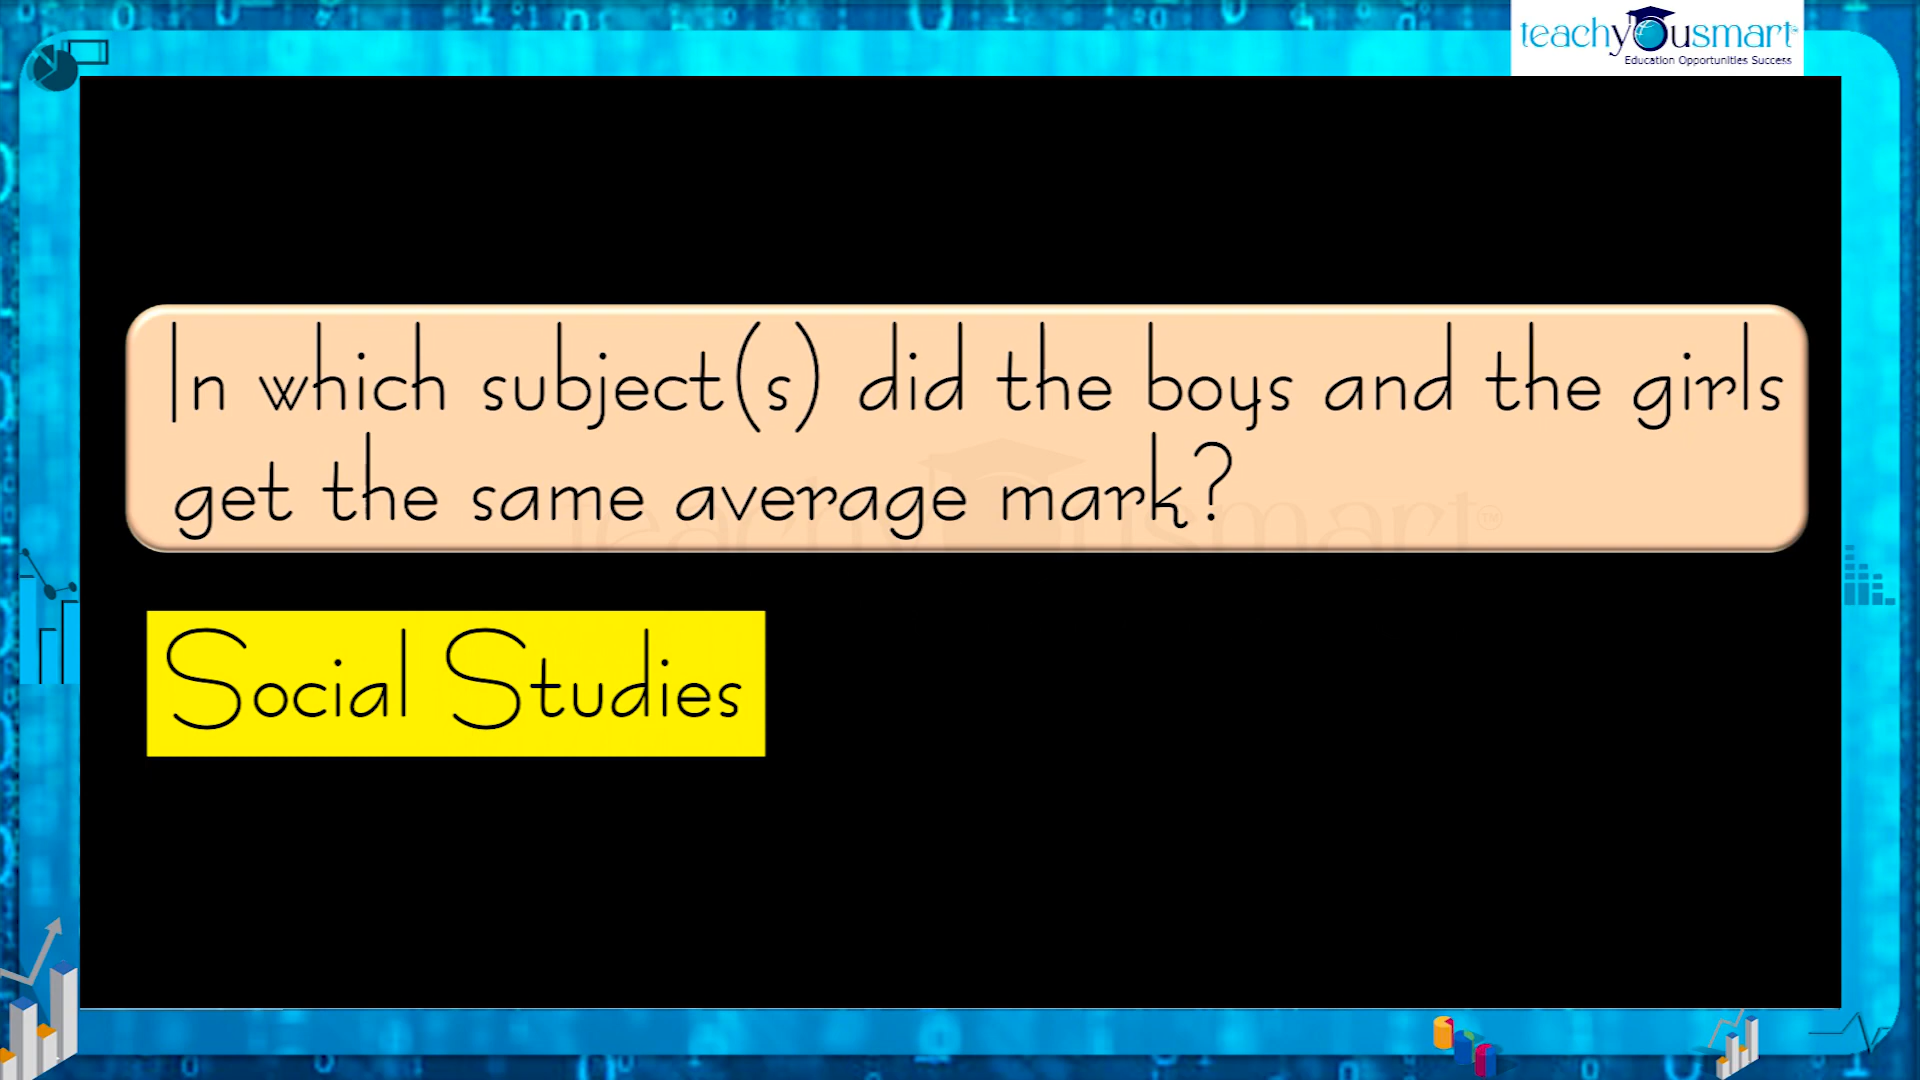 teachyousmart
Education Opportunities Success
In which subject(s) did the boys and the girls
get the same average mark?
Social Studies